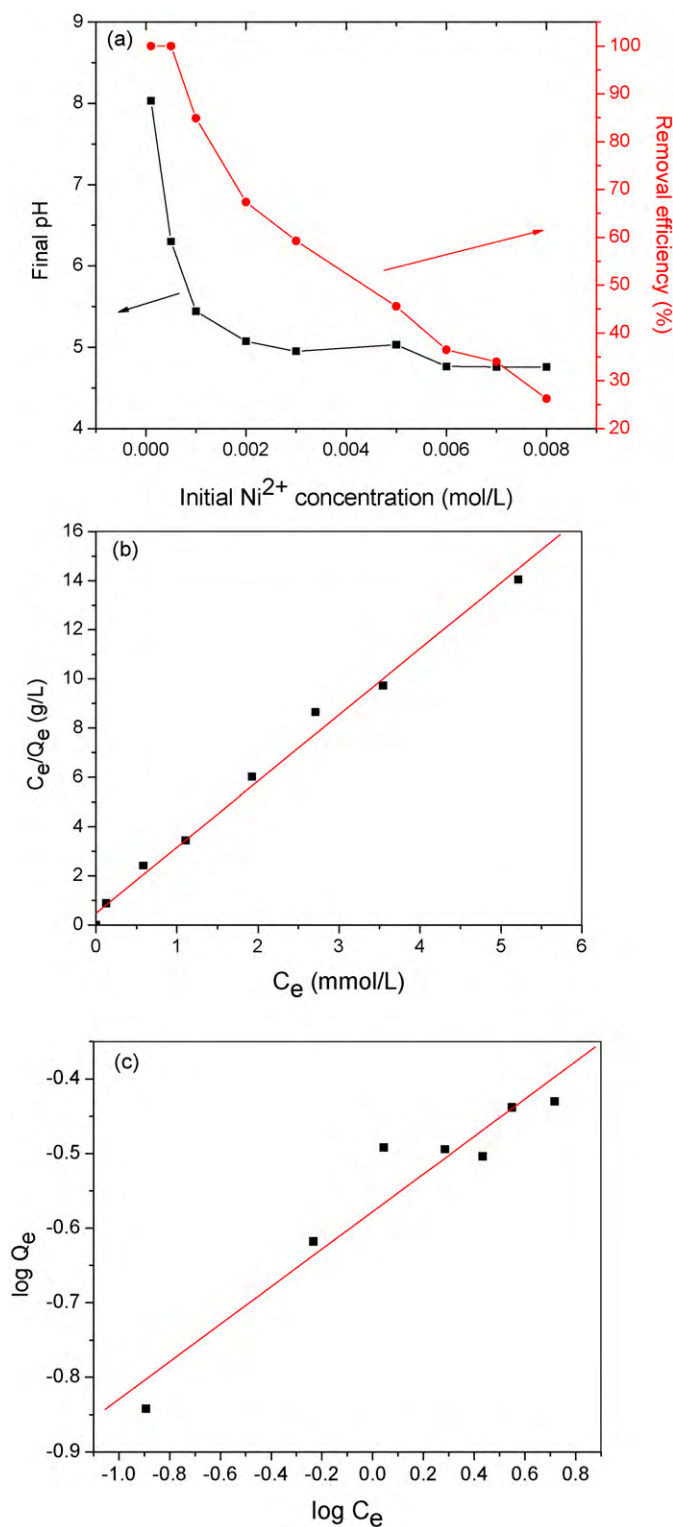 (a)
9
8
7
6
5
4
Final pH
100
90
80
70
60
50
40
30
20
Removal efficiency (%)
0.000 0.002 0.004 0.006 0.008
Initial Ni2+ concentration (mol/L)
(b)
16
14
12
10
8
6
4
2
0
Ce/Qe (g/L)
0 1 2 3 4 5 6
Ce (mmol/L)
(c)
-0.4
-0.5
-0.6
-0.7
-0.8
-0.9
log Qe
-1.0 -0.8 -0.6 -0.4 -0.2 0.0 0.2 0.4 0.6 0.8
log Ce